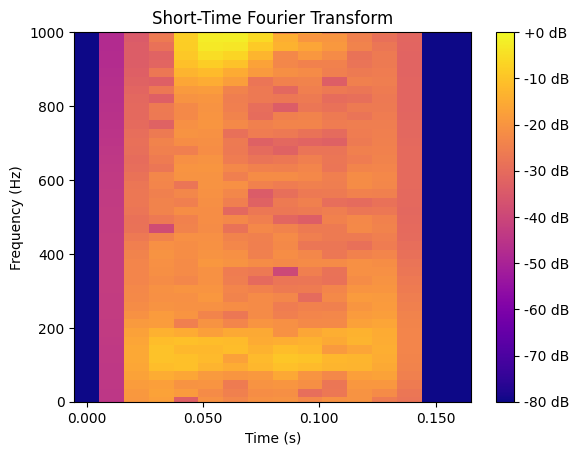 Short-Time Fourier Transform
1000
800
600
400
200
0
Frequency (Hz)
0.000
0.050
0.100
0.150
Time (s)
+0 dB
-10 dB
-20 dB
-30 dB
-40 dB
-50 dB
-60 dB
-70 dB
-80 dB